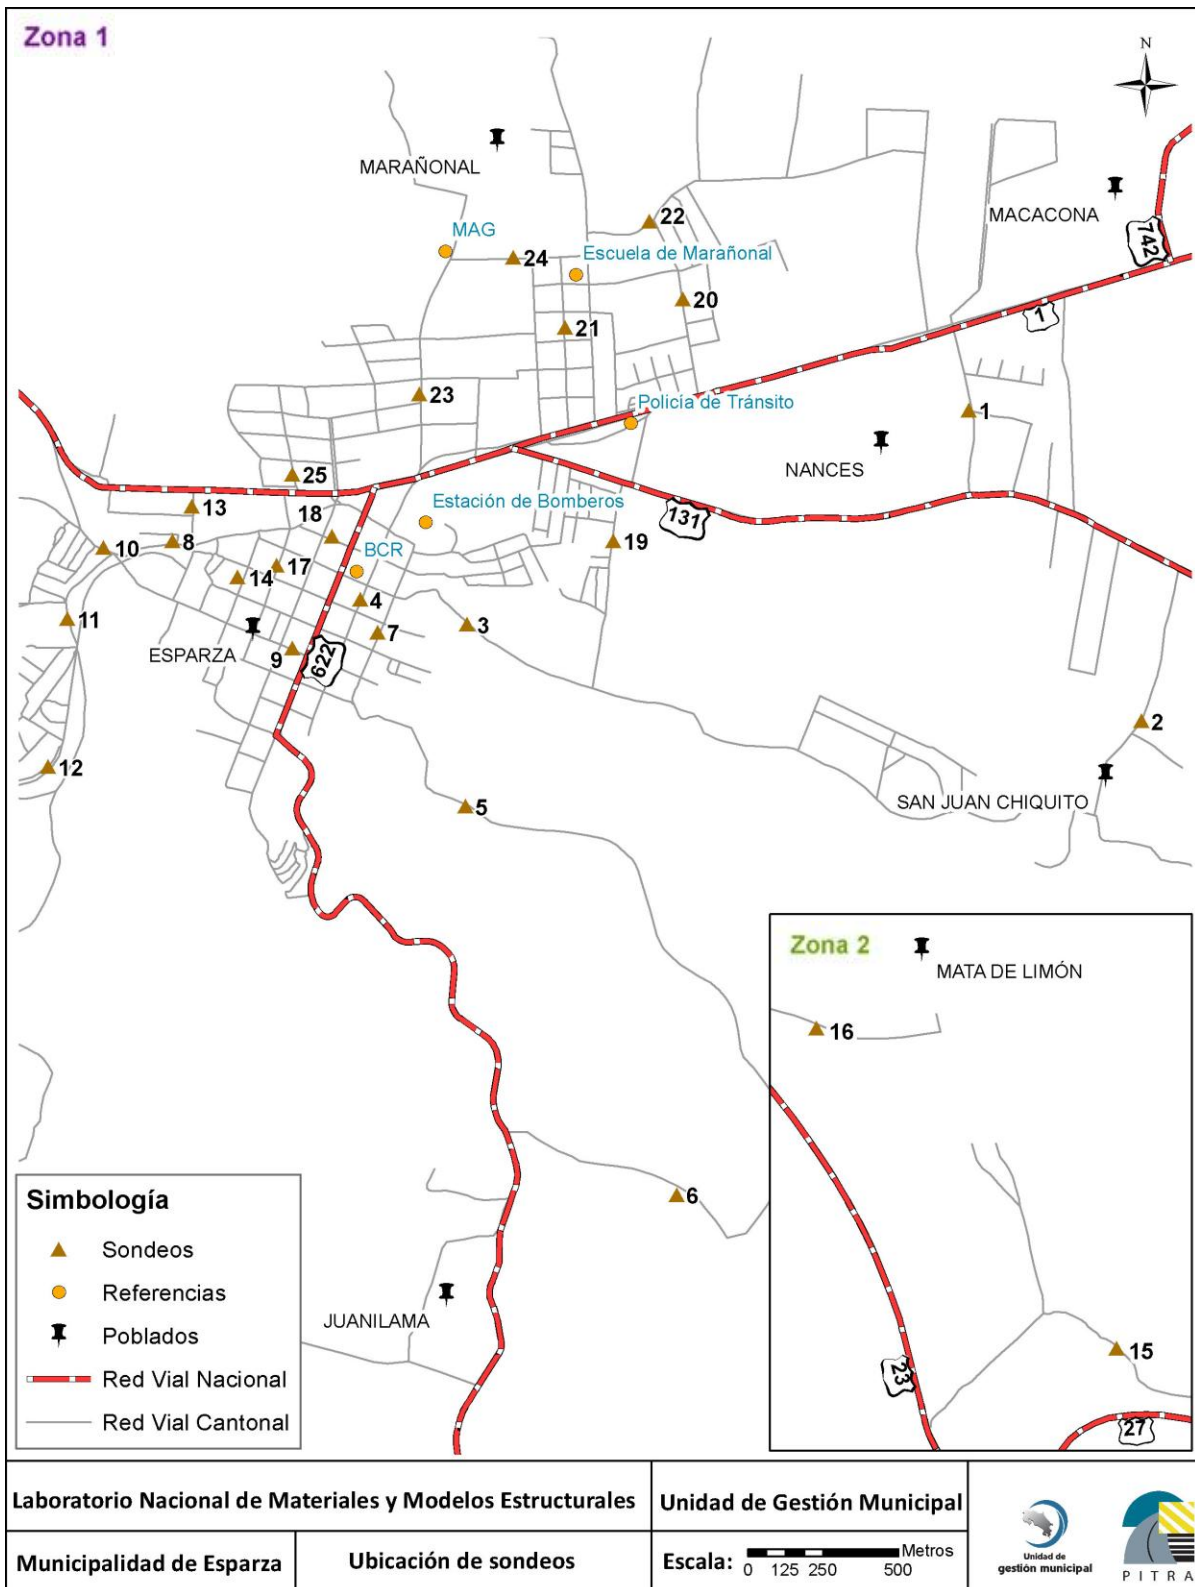 Zona 1
N
MARAÑONAL
MACACONA
742
22
MAG
24
Escuela de Marañonal
20
1
21
23
Policía de Tránsito
1
NANCES
25
13
18
Estación de Bomberos
131
19
10
8
17
BCR
14
4
11
3
7
ESPARZA
9
622
2
12
SAN JUAN CHIQUITO
5
Zona 2
MATA DE LIMÓN
16
6
Simbología
Sondeos
Referencias
Poblados
Red Vial Nacional
Red Vial Cantonal
JUANILAMA
15
23
27
Laboratorio Nacional de Materiales y Modelos Estructurales
Unidad de Gestión Municipal
Municipalidad de Esparza
Ubicación de sondeos
Escala:
0 125 250 500
Metros
Unidad de
gestión municipal
PITRA